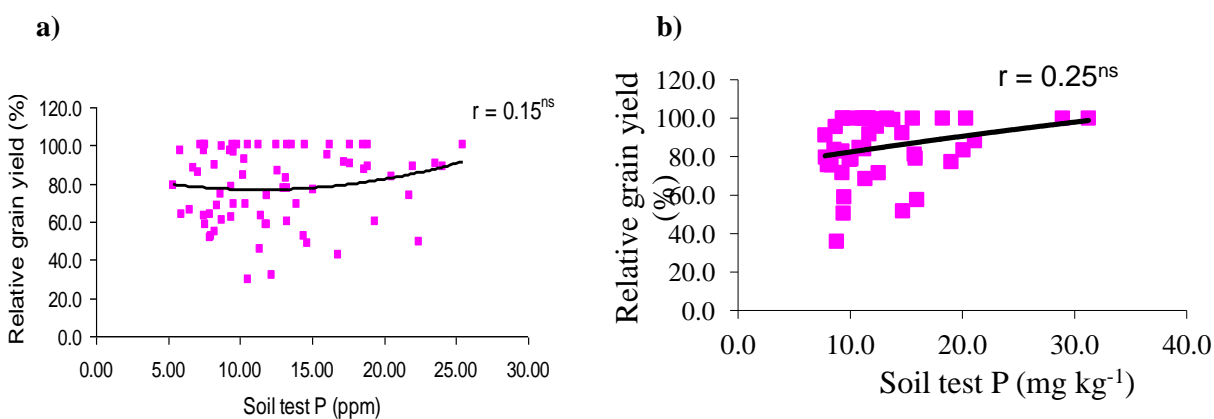 a)
r = 0.15ns
Relative grain yield (%)
120.0
100.0
80.0
60.0
40.0
20.0
0.0
0.00 5.00 10.00 15.00 20.00 25.00 30.00
Soil test P (ppm)
b)
r = 0.25ns
Relative grain yield
(%)
120.0
100.0
80.0
60.0
40.0
20.0
0.0
0.0 10.0 20.0 30.0 40.0
Soil test P (mg kg-1)